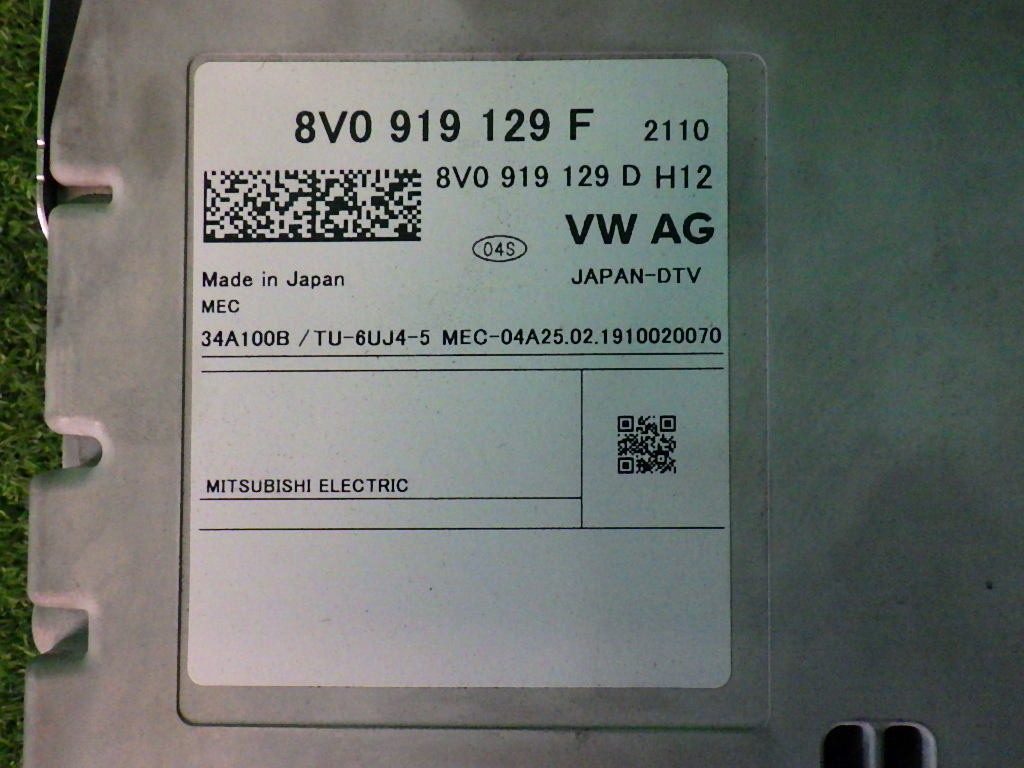 8V0 919 129 F 2110
8V0 919 129 D H12
VW AG
04S
JAPAN-DTV
Made in Japan
MEC
34A100B /TU-6UJ4-5 MEC-04A25.02.1910020070
MITSUBISHI ELECTRIC